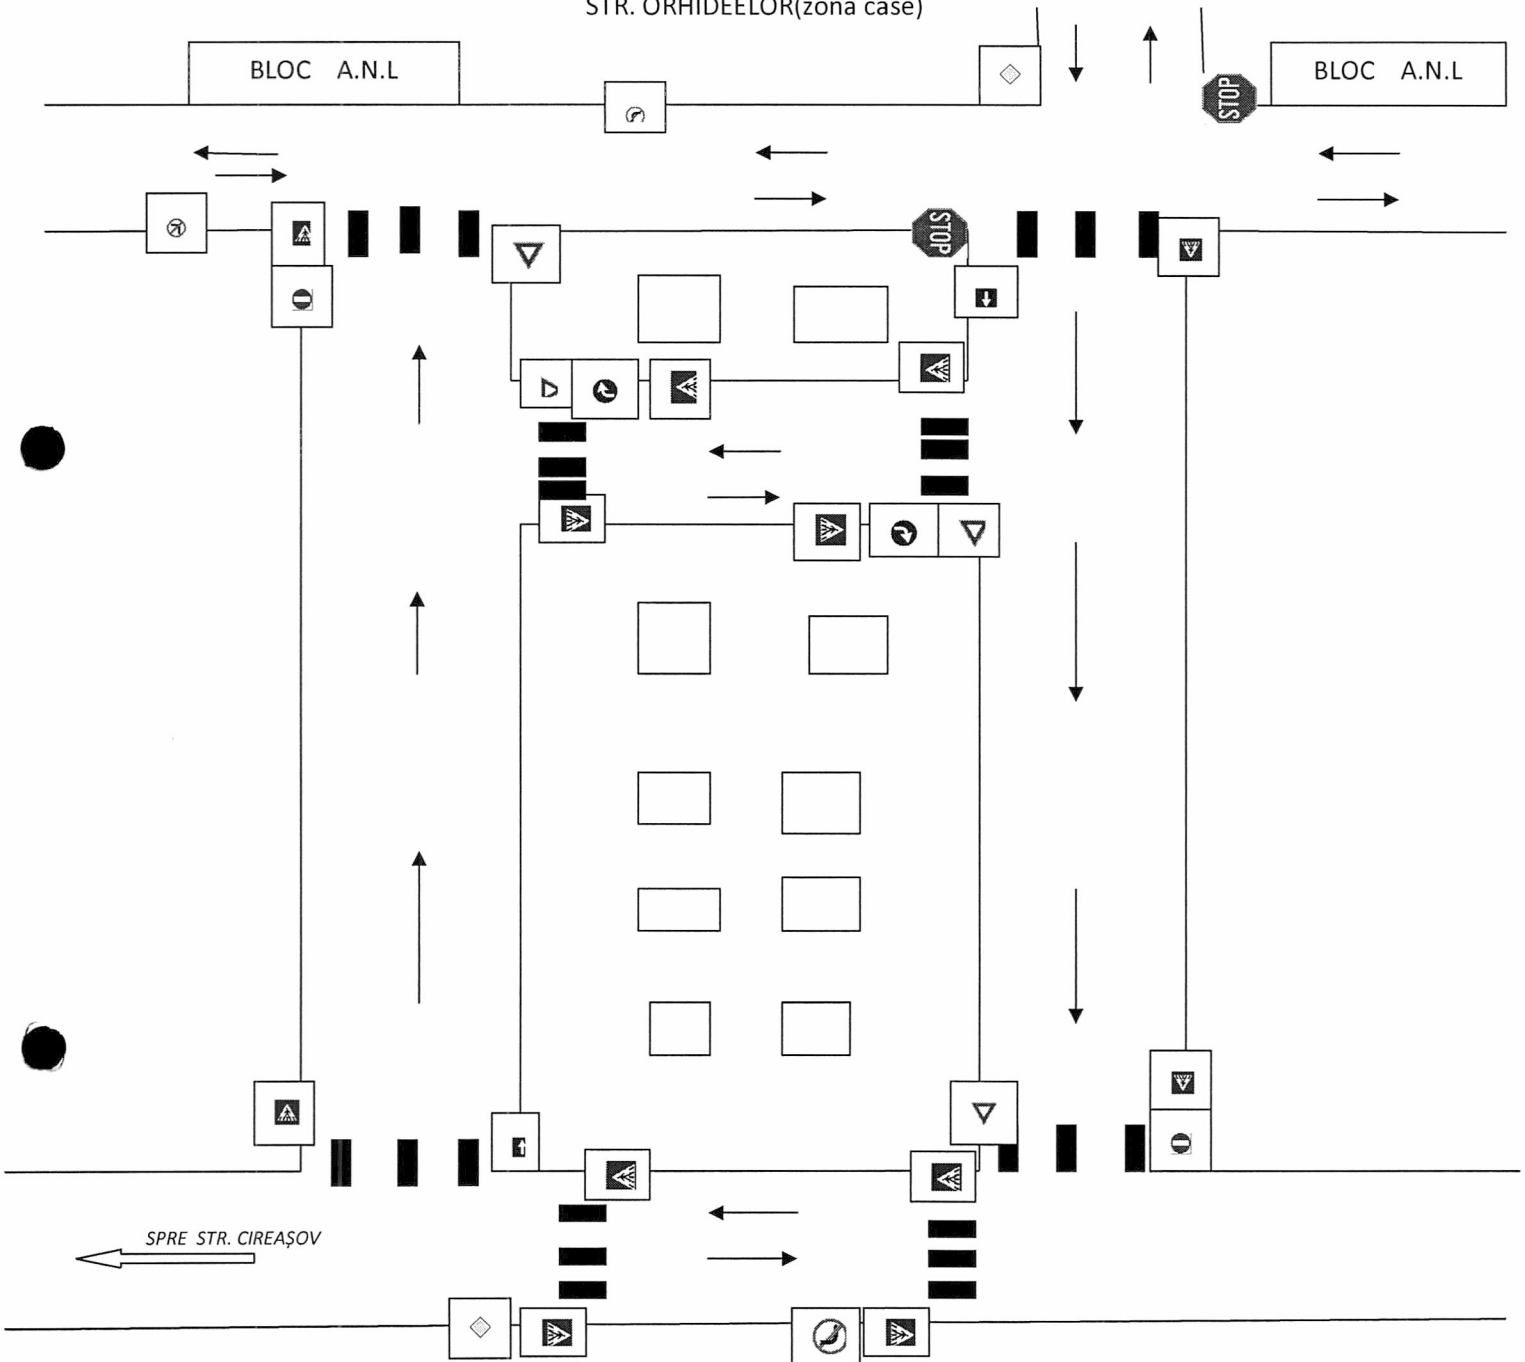 STR. ORHIDEELOR(zona case)
BLOC A.N.L
BLOC A.N.L
STOP
STOP
SPRE STR. CIREAȘOV